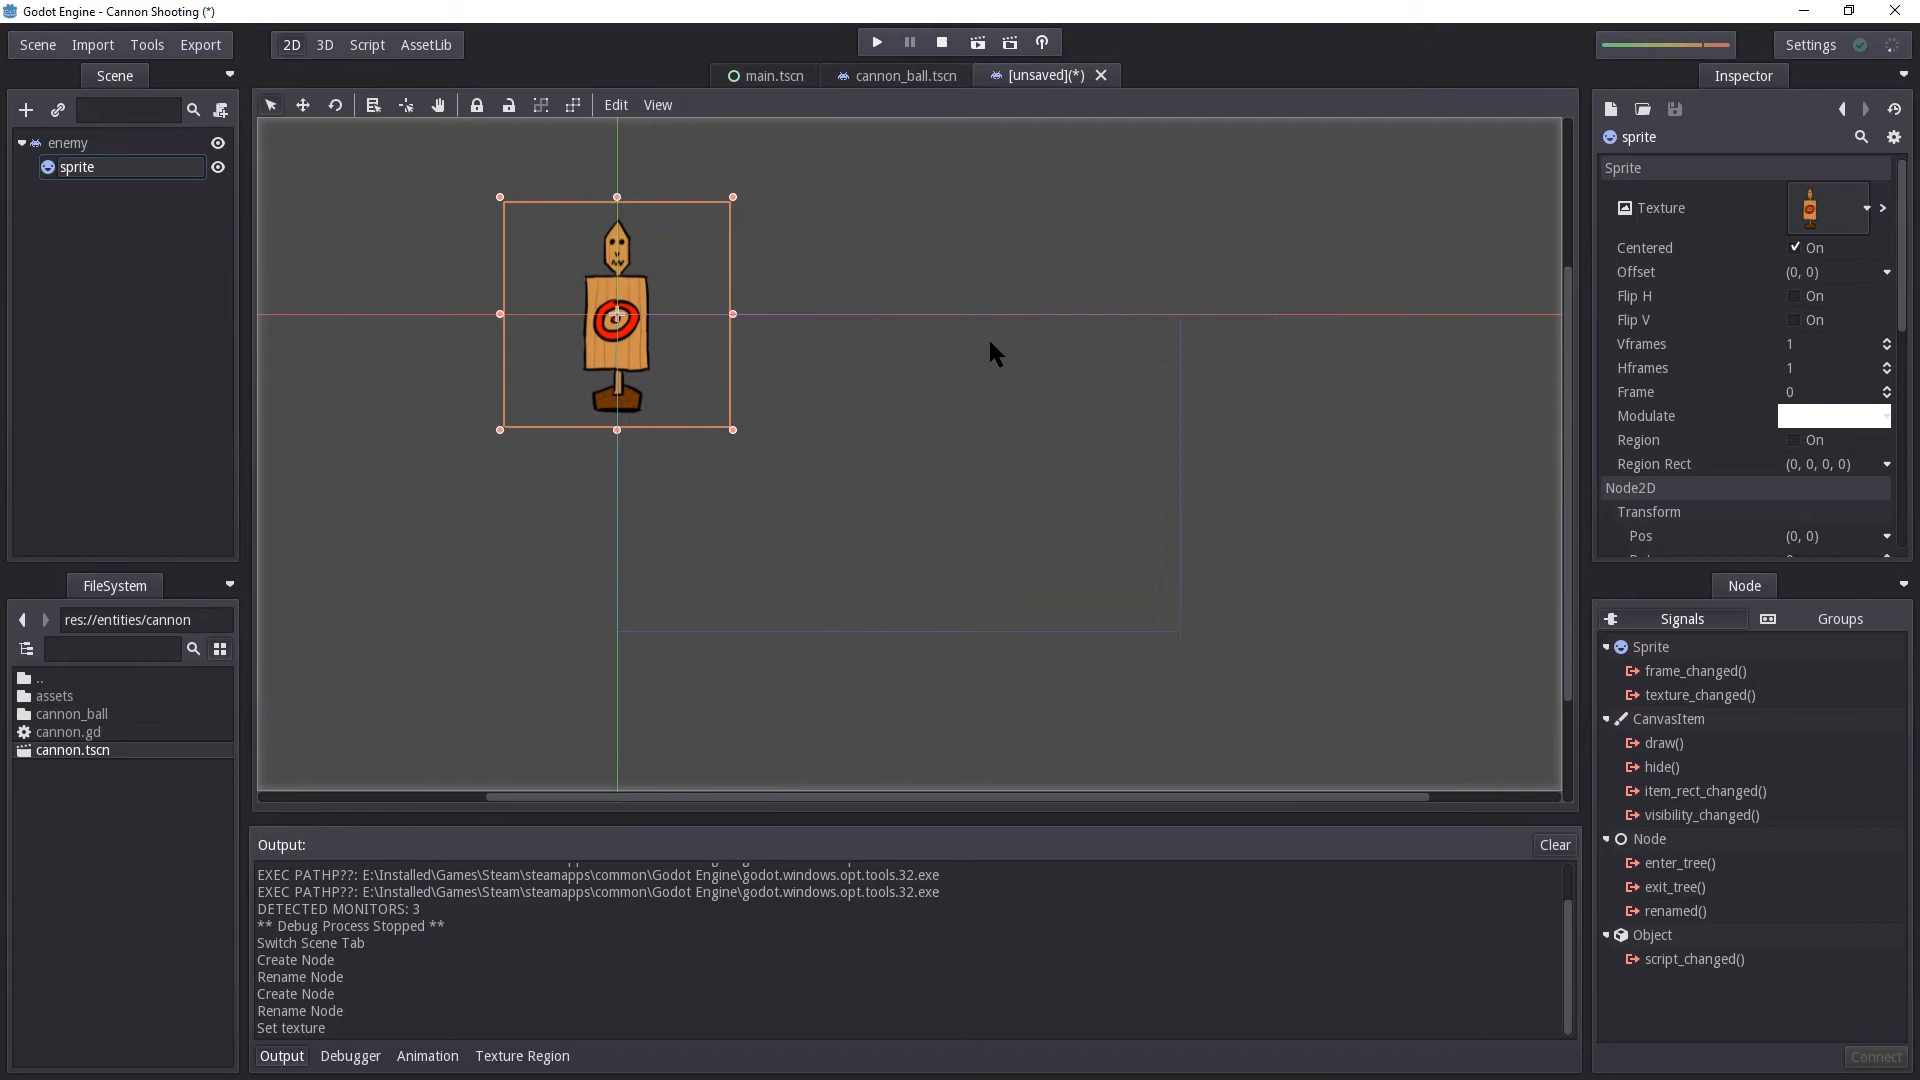 Godot Engine - Cannon Shooting (*)
Scene Import Tools Export
2D 3D Script AssetLib
Settings
Scene
main.tscn
cannon_ball.tscn
[unsaved](*)
Inspector
Edit View
enemy
sprite
sprite
Sprite
Texture
Centered On
Offset (0, 0)
Flip H On
Flip V On
Vframes 1
Hframes 1
Frame 0
Modulate
Region On
Region Rect (0, 0, 0, 0)
Node2D
Transform
Pos (0, 0)
FileSystem
res://entities/cannon
..
assets
cannon_ball
cannon.gd
cannon.tscn
Node
Signals Groups
Sprite
frame_changed()
texture_changed()
CanvasItem
draw()
hide()
item_rect_changed()
visibility_changed()
Node
enter_tree()
exit_tree()
renamed()
Object
script_changed()
Connect
Output:
Clear
EXEC PATHP??: E:\Installed\Games\Steam\steamapps\common\Godot Engine\godot.windows.opt.tools.32.exe
EXEC PATHP??: E:\Installed\Games\Steam\steamapps\common\Godot Engine\godot.windows.opt.tools.32.exe
DETECTED MONITORS: 3
** Debug Process Stopped **
Switch Scene Tab
Create Node
Rename Node
Create Node
Rename Node
Set texture
Output Debugger Animation Texture Region